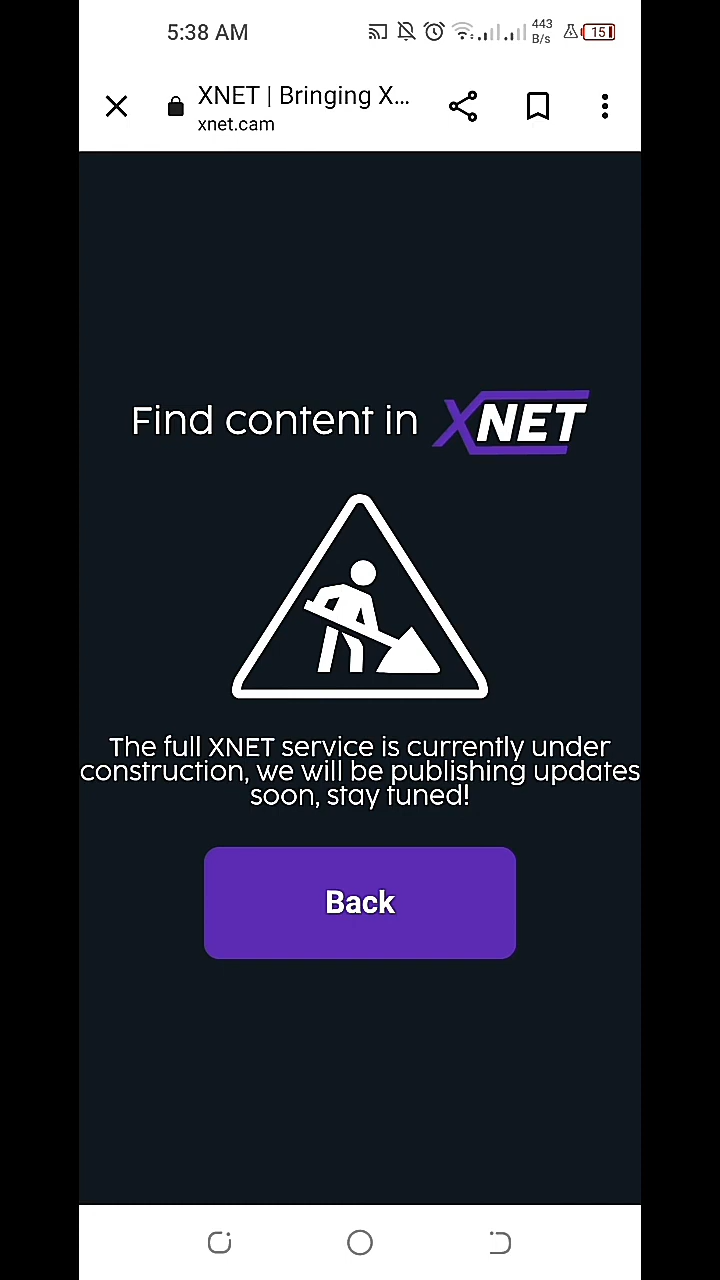 5:38 AM 443 B/s 15
XNET | Bringing X...
xnet.cam
Find content in XNET
The full XNET service is currently under
construction, we will be publishing updates
soon, stay tuned!
Back